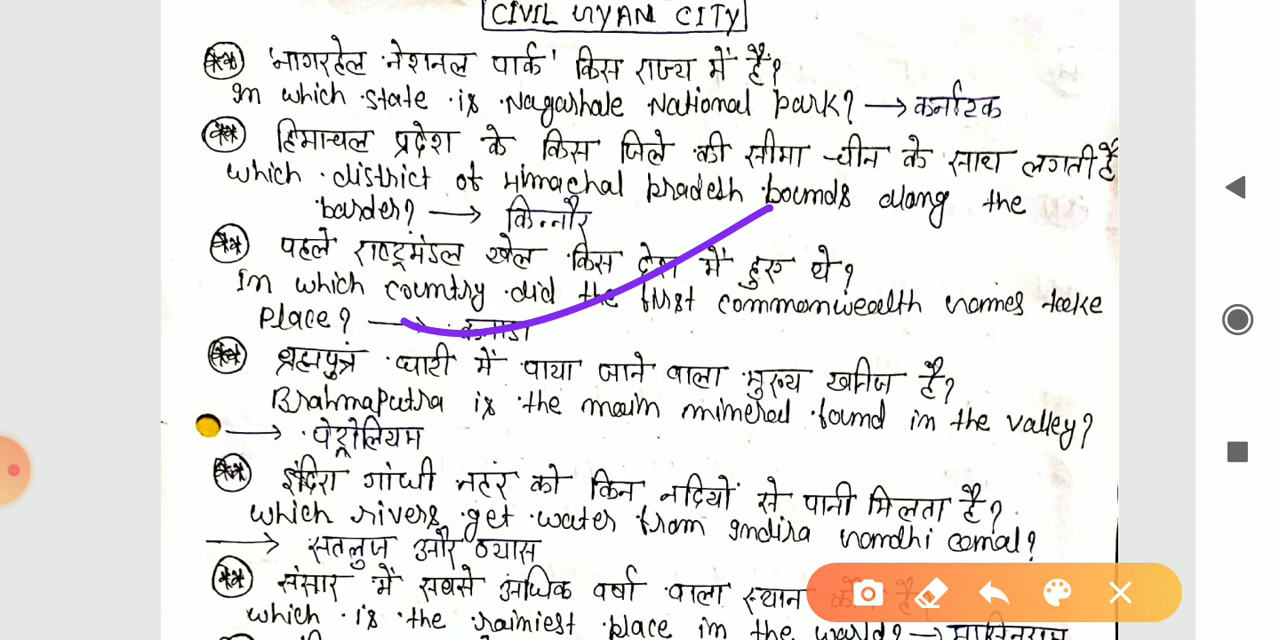 CIVIL GYAN CITY
'नागरहोल नेशनल पार्क' किस राज्य में है?
In which state is Nagarhale National park? → कर्नाटक
हिमाचल प्रदेश के किस जिले की सीमा चीन के साथ लगती है
which district of Himachal pradesh bounds along the
border? → किन्नौर
पहले राष्ट्रमंडल खेल किस देश में हुए थे?
In which country did the first commonwealth names take
place? → कनाडा
ब्रह्मपुत्र घाटी में पाया जाने वाला मुख्य खनिज है?
BrahmaPutra is the main mineral found in the valley?
→ पेट्रोलियम
इंदिरा गांधी नहर को किन नदियों से पानी मिलता है?
which rivers get water from Indira Gandhi canal?
→ सतलुज और व्यास
संसार में सबसे अधिक वर्षा वाला स्थान
which is the rainiest place in the world? →